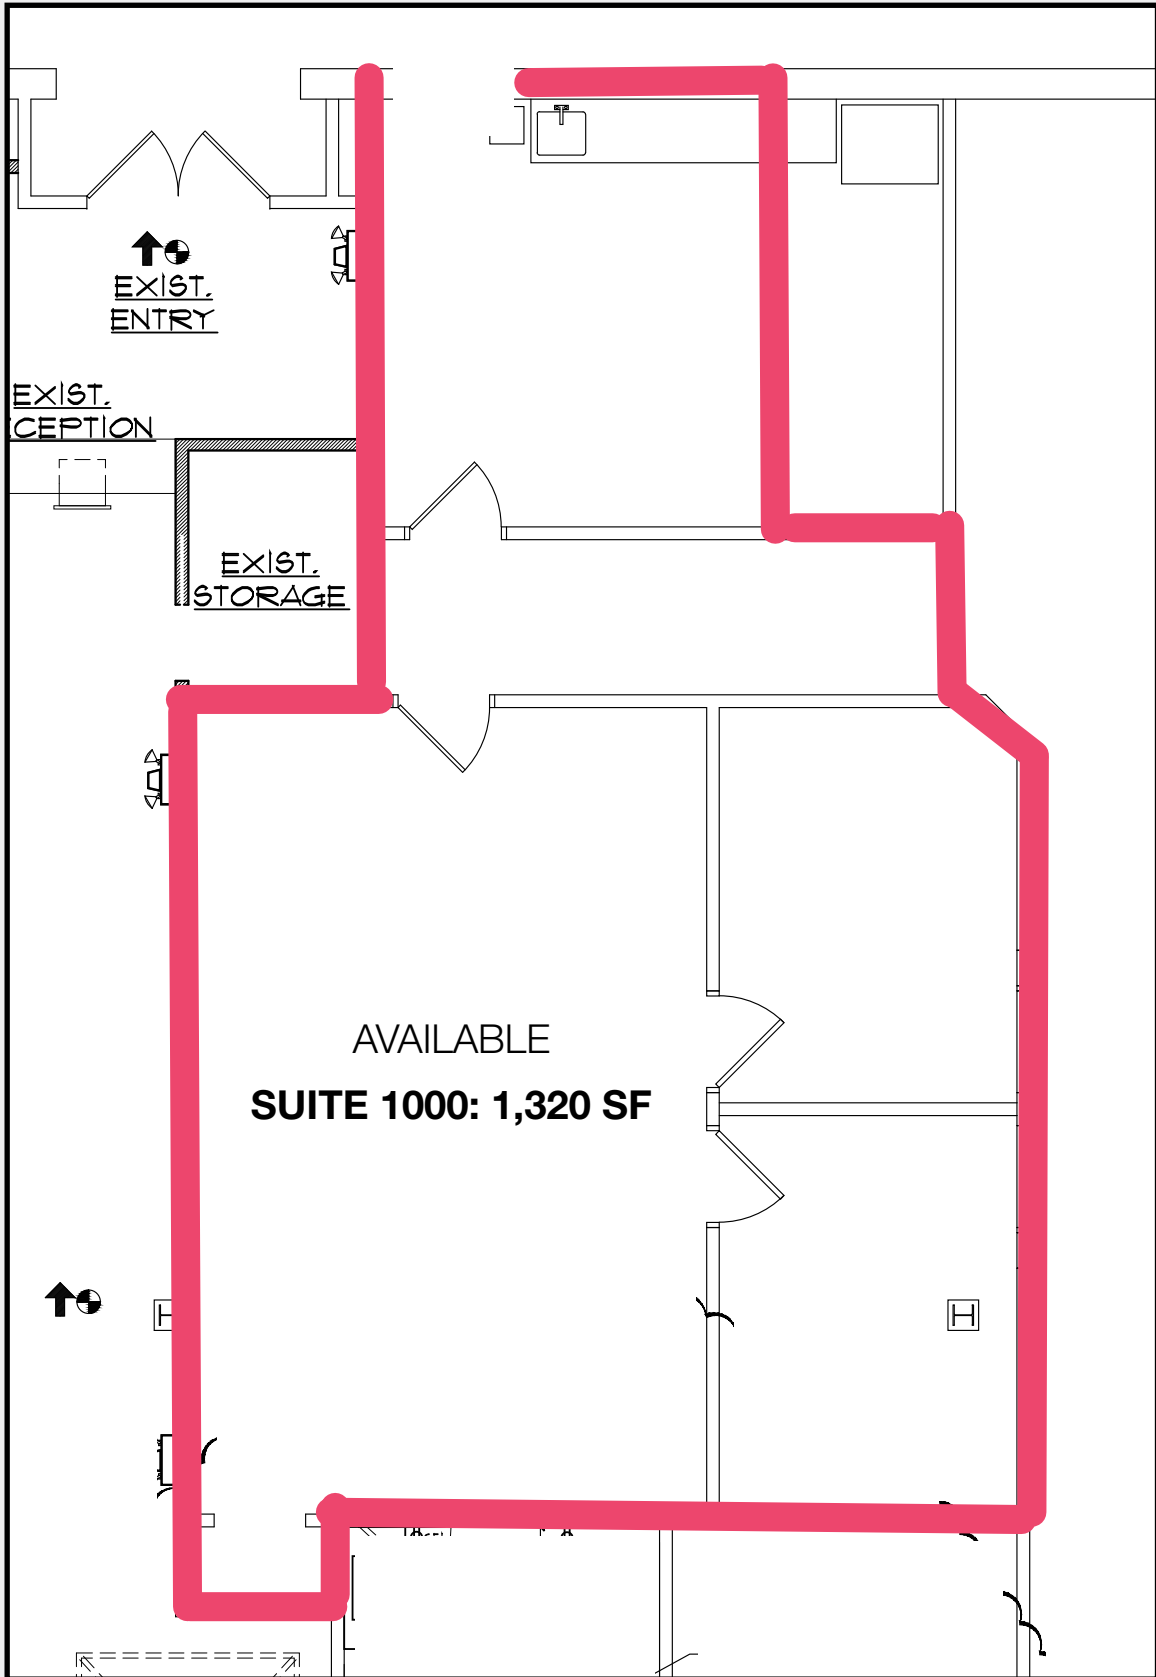 EXIST.
ENTRY
EXIST.
CEPTION
EXIST.
STORAGE
AVAILABLE
SUITE 1000: 1,320 SF
H
H